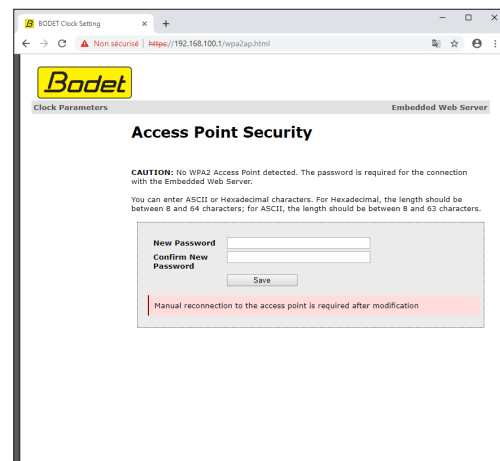 BODET Clock Setting
Non sécurisé | https://192.168.100.1/wpa2ap.html
Bodet
Clock Parameters
Embedded Web Server
Access Point Security
CAUTION: No WPA2 Access Point detected. The password is required for the connection
with the Embedded Web Server.
You can enter ASCII or Hexadecimal characters. For Hexadecimal, the length should be
between 8 and 64 characters; for ASCII, the length should be between 8 and 63 characters.
New Password
Confirm New
Password
Save
Manual reconnection to the access point is required after modification